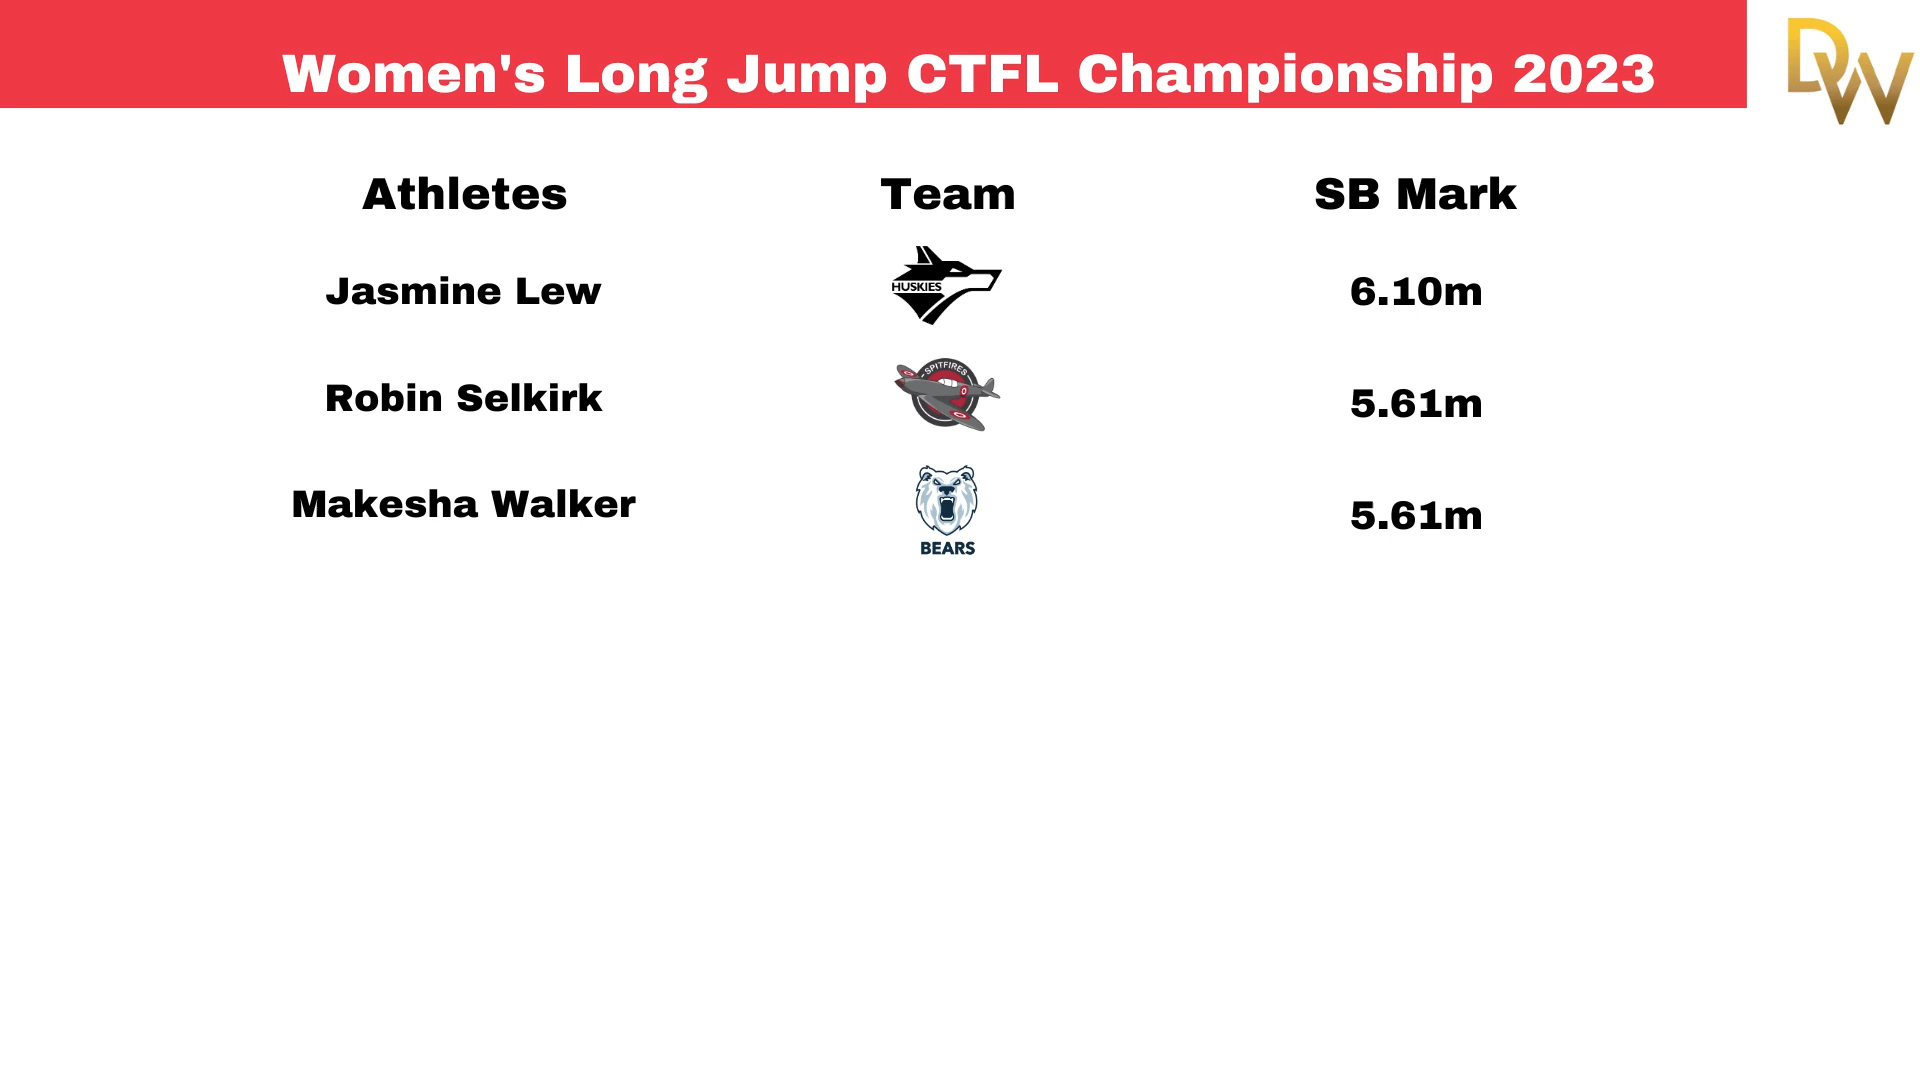 Women's Long Jump CTFL Championship 2023
DW
Athletes Team SB Mark
Jasmine Lew HUSKIES 6.10m
Robin Selkirk SPITFIRES 5.61m
Makesha Walker BEARS 5.61m